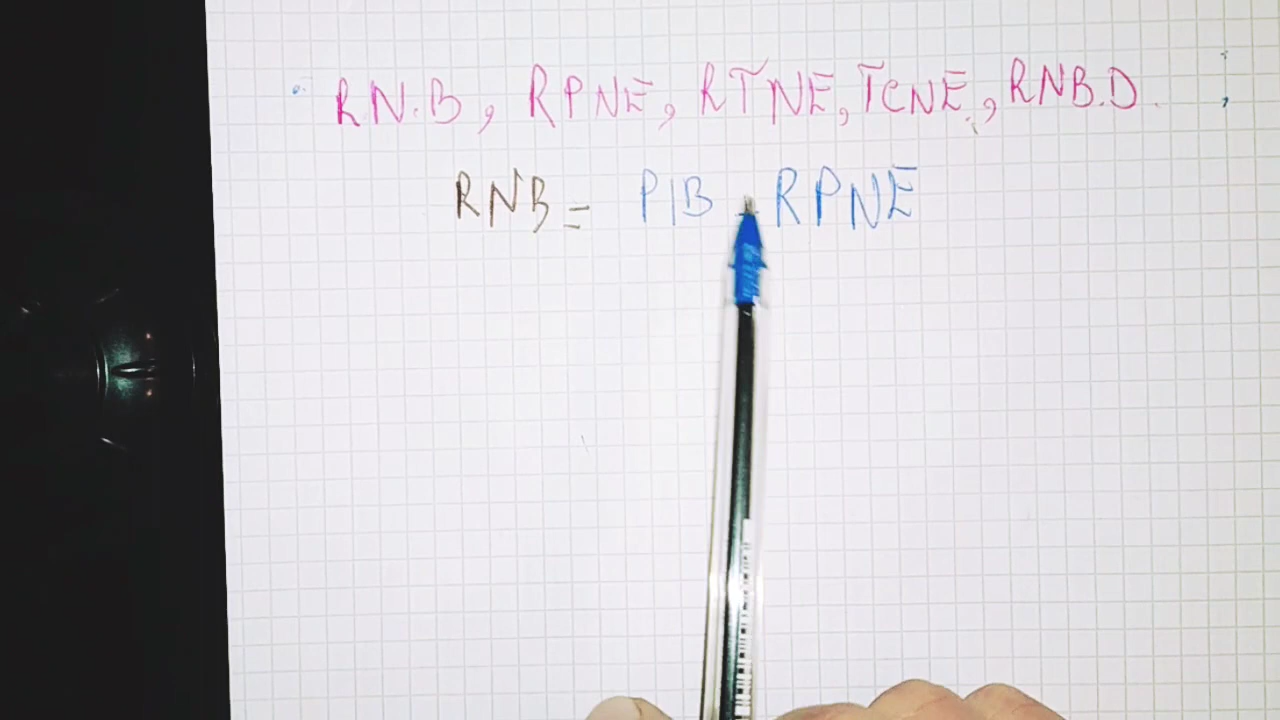 RN.B, RPNE, RTNE, TCNE, RNB.D.
RNB = PIB RPNE